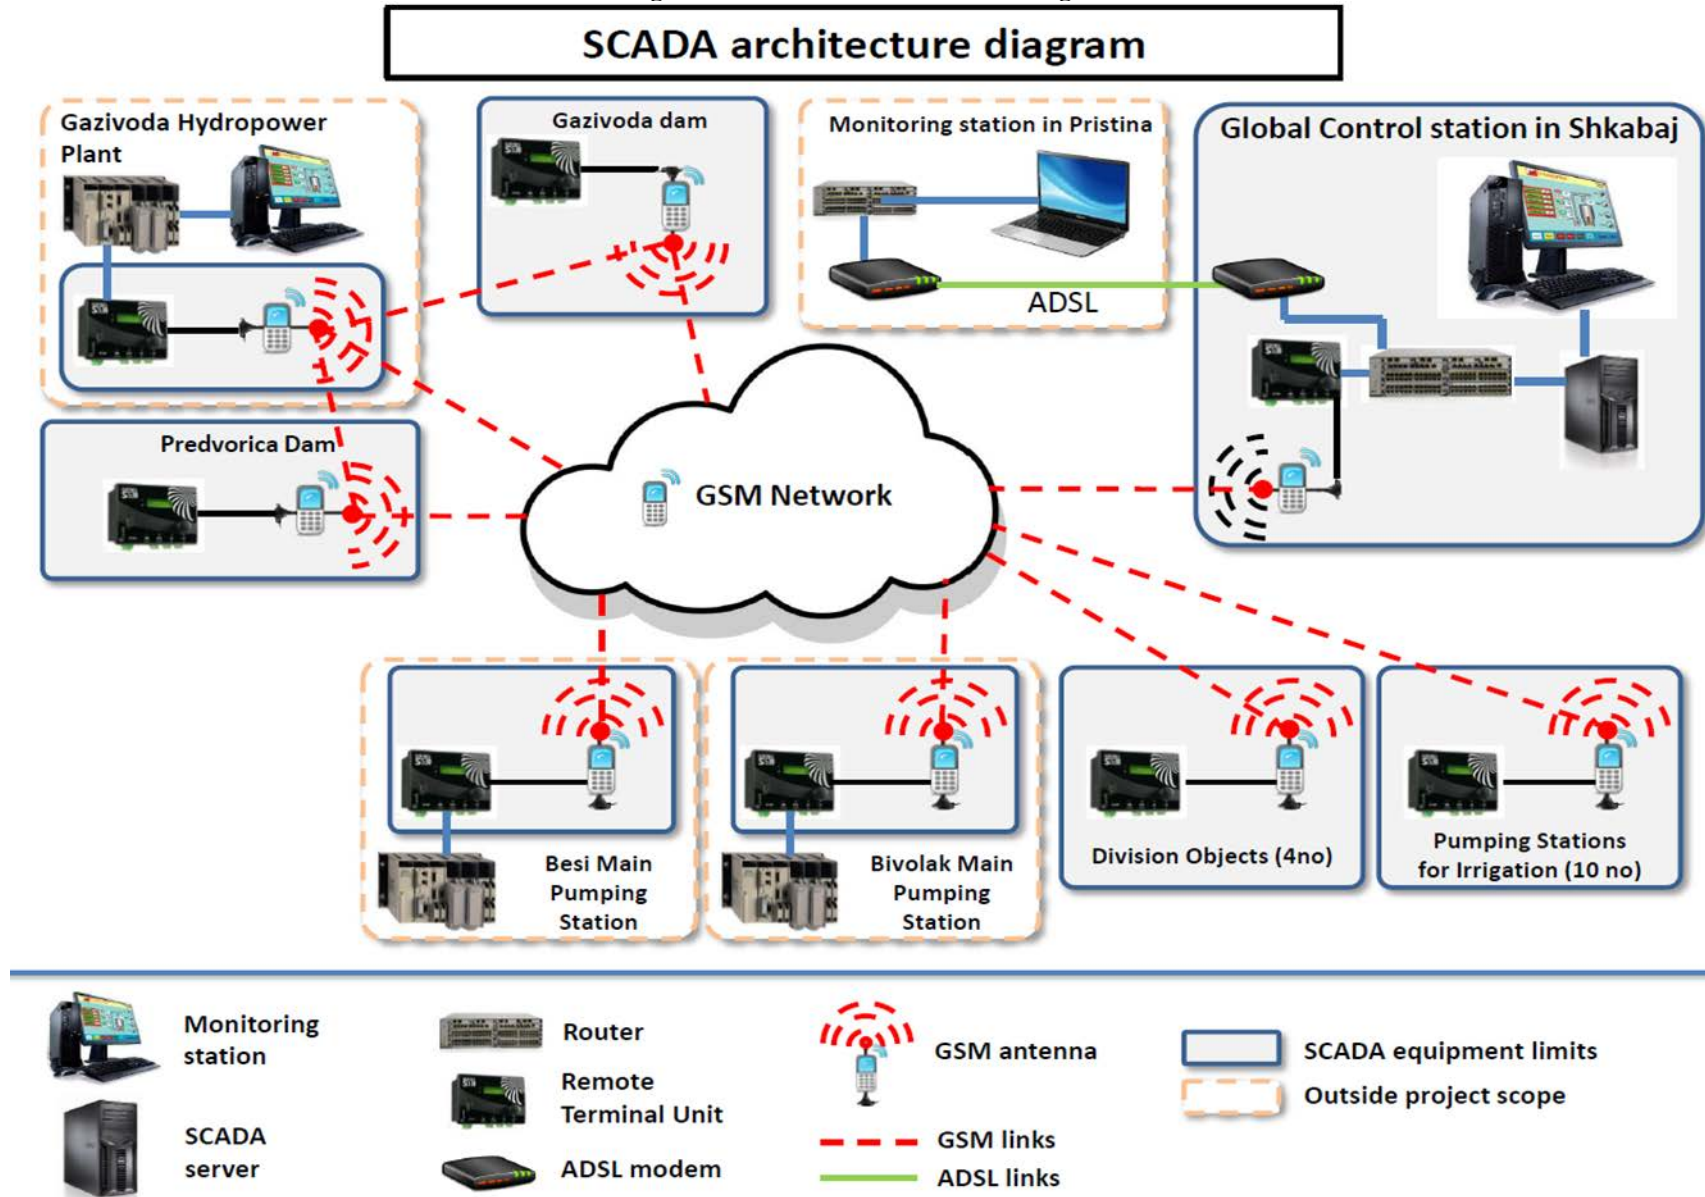 SCADA architecture diagram
Gazivoda Hydropower
Plant
Gazivoda dam
Monitoring station in Pristina
ADSL
Global Control station in Shkabaj
Predvorica Dam
GSM Network
Besi Main
Pumping
Station
Bivolak Main
Pumping
Station
Division Objects (4no)
Pumping Stations
for Irrigation (10 no)
Monitoring
station
SCADA
server
Router
Remote
Terminal Unit
ADSL modem
GSM antenna
GSM links
ADSL links
SCADA equipment limits
Outside project scope